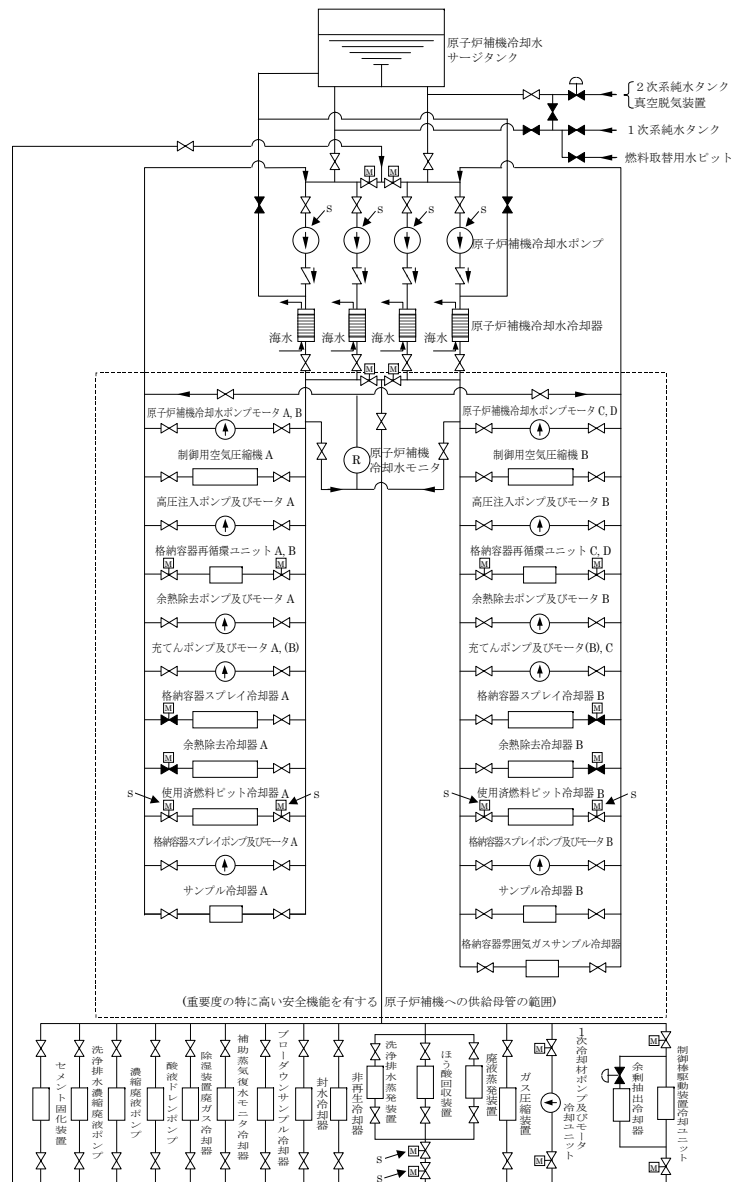 原子炉補機冷却水
サージタンク
２次系純水タンク
真空脱気装置
１次系純水タンク
燃料取替用水ピット
M M
S S S S
原子炉補機冷却水ポンプ
原子炉補機冷却水冷却器
海水 海水 海水 海水
M M
原子炉補機冷却水ポンプモータ A, B
原子炉補機冷却水ポンプモータ C, D
R
原子炉補機
冷却水モニタ
制御用空気圧縮機 A
制御用空気圧縮機 B
高圧注入ポンプ及びモータ A
高圧注入ポンプ及びモータ B
格納容器再循環ユニット A, B
格納容器再循環ユニット C, D
M M M M
余熱除去ポンプ及びモータ A
余熱除去ポンプ及びモータ B
充てんポンプ及びモータ A, (B)
充てんポンプ及びモータ(B), C
格納容器スプレイ冷却器 A
格納容器スプレイ冷却器 B
M M
余熱除去冷却器 A
余熱除去冷却器 B
M M
使用済燃料ピット冷却器 A
使用済燃料ピット冷却器 B
S M M S S M M S
格納容器スプレイポンプ及びモータ A
格納容器スプレイポンプ及びモータ B
サンプル冷却器 A
サンプル冷却器 B
格納容器雰囲気ガスサンプル冷却器
(重要度の特に高い安全機能を有する 原子炉補機への供給母管の範囲)
セメント固化装置
洗浄排水濃縮廃液ポンプ
濃縮廃液ポンプ
酸液ドレンポンプ
除湿装置廃ガス冷却器
補助蒸気復水モニタ冷却器
ブローダウンサンプル冷却器
封水冷却器
非再生冷却器
洗浄排水蒸発装置
ほう酸回収装置
廃液蒸発装置
S M
S M
ガス圧縮装置
M
M
１次冷却材ポンプ及びモータ
冷却ユニット
余剰抽出冷却器
M
M
制御棒駆動装置冷却ユニット